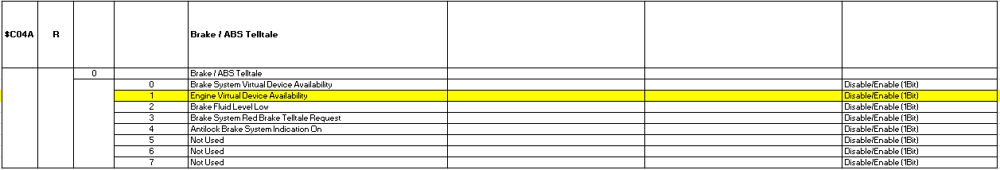 $C04A R Brake / ABS Telltale
0 Brake / ABS Telltale
0 Brake System Virtual Device Availability Disable/Enable (1Bit)
1 Engine Virtual Device Availability Disable/Enable (1Bit)
2 Brake Fluid Level Low Disable/Enable (1Bit)
3 Brake System Red Brake Telltale Request Disable/Enable (1Bit)
4 Antilock Brake System Indication On Disable/Enable (1Bit)
5 Not Used Disable/Enable (1Bit)
6 Not Used Disable/Enable (1Bit)
7 Not Used Disable/Enable (1Bit)